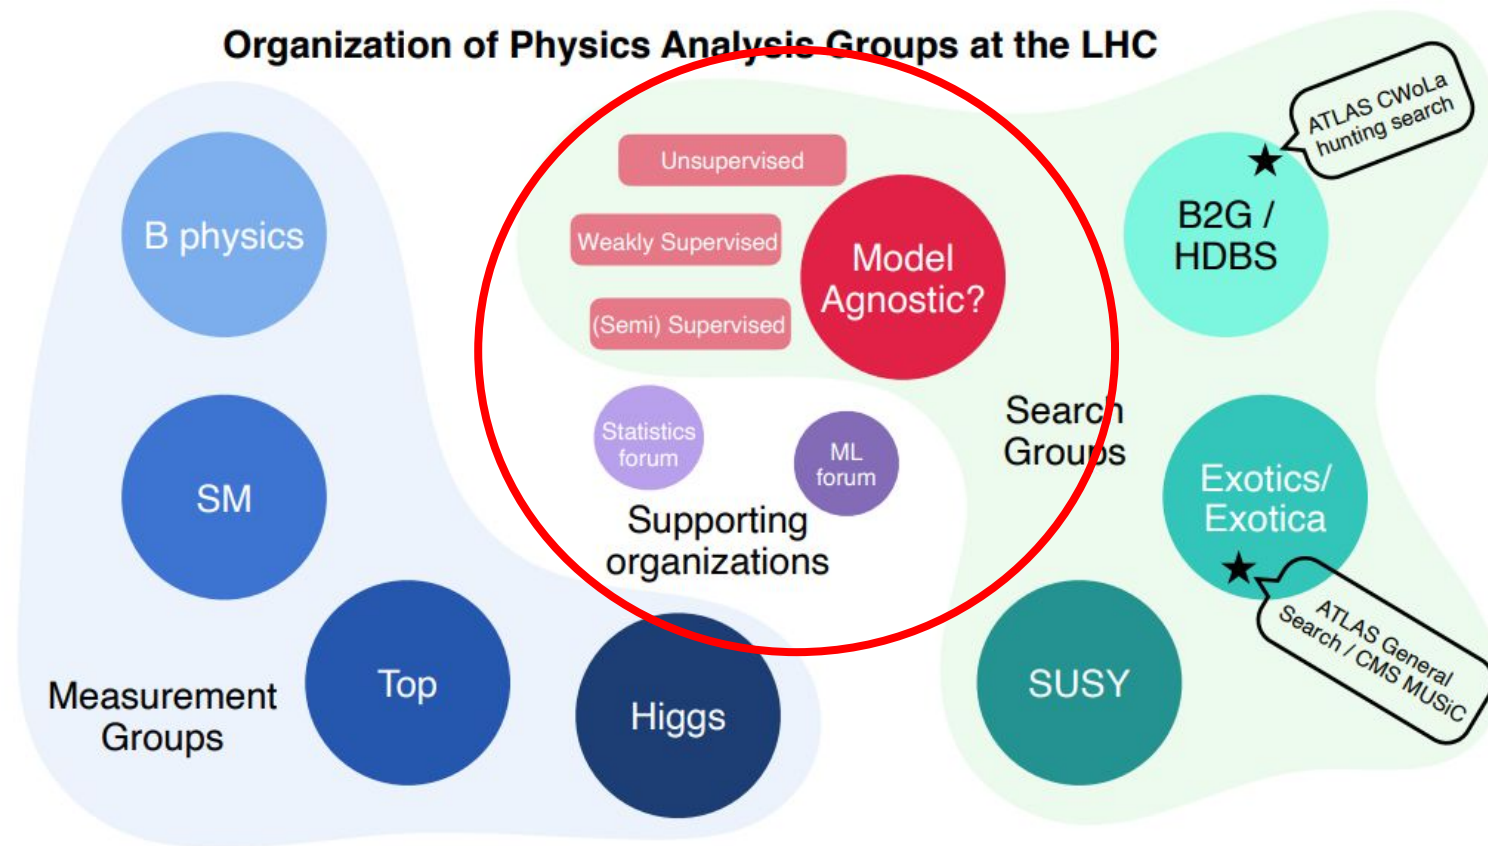 Organization of Physics Analysis Groups at the LHC
ATLAS CWoLa
hunting search
Unsupervised
B physics
Weakly Supervised
Model
Agnostic?
B2G /
HDBS
(Semi) Supervised
Statistics
forum
ML
forum
Search
Groups
SM
Exotics/
Exotica
Supporting
organizations
ATLAS General
Search / CMS MUSiC
Measurement
Groups
Top
Higgs
SUSY